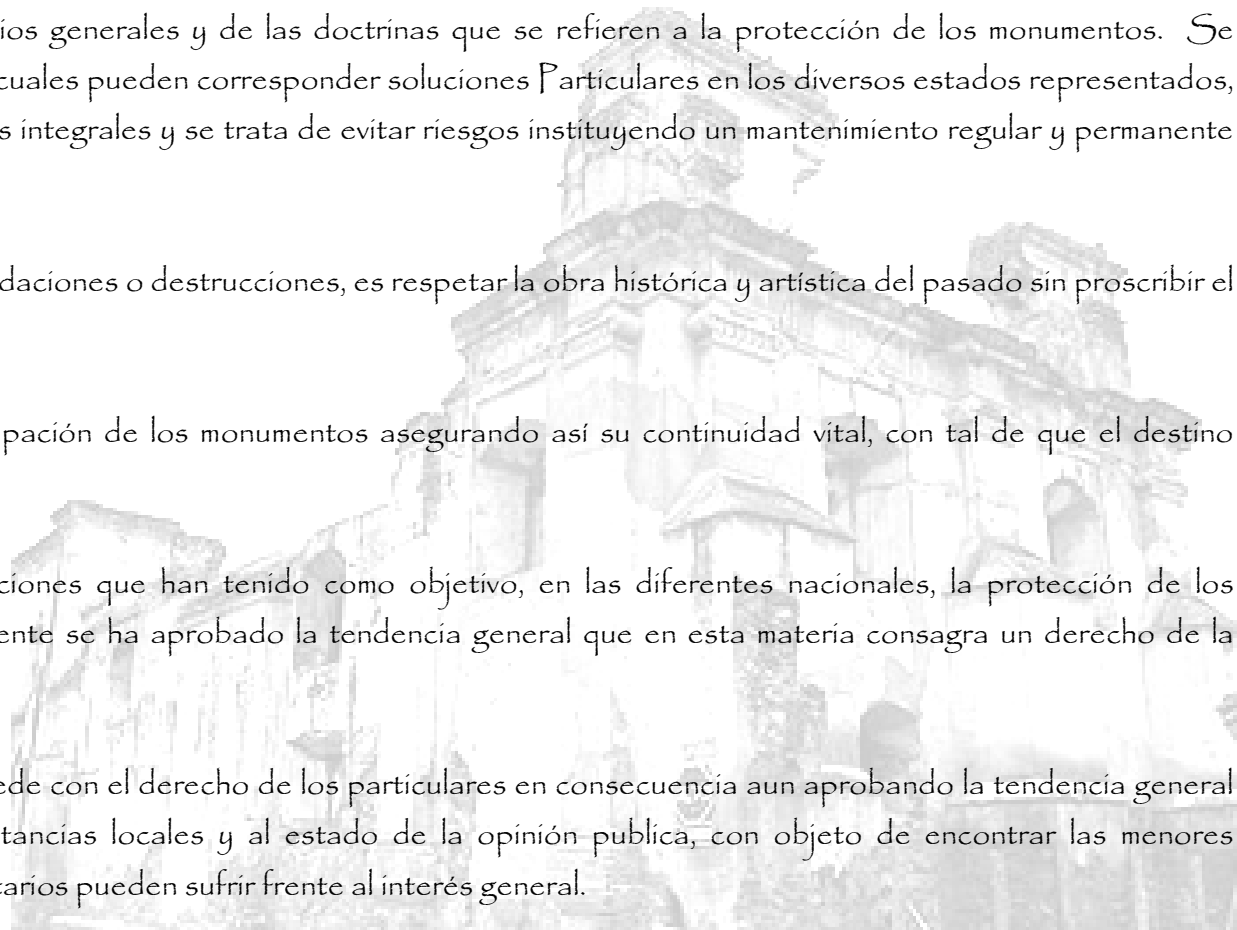 ios generales y de las doctrinas que se refieren a la protección de los monumentos. Se
cuales pueden corresponder soluciones Particulares en los diversos estados representados,
s integrales y se trata de evitar riesgos instituyendo un mantenimiento regular y permanente
daciones o destrucciones, es respetar la obra histórica y artística del pasado sin proscribir el
pación de los monumentos asegurando así su continuidad vital, con tal de que el destino
ciones que han tenido como objetivo, en las diferentes nacionales, la protección de los
ente se ha aprobado la tendencia general que en esta materia consagra un derecho de la
ede con el derecho de los particulares en consecuencia aun aprobando la tendencia general
tancias locales y al estado de la opinión publica, con objeto de encontrar las menores
tarios pueden sufrir frente al interés general.